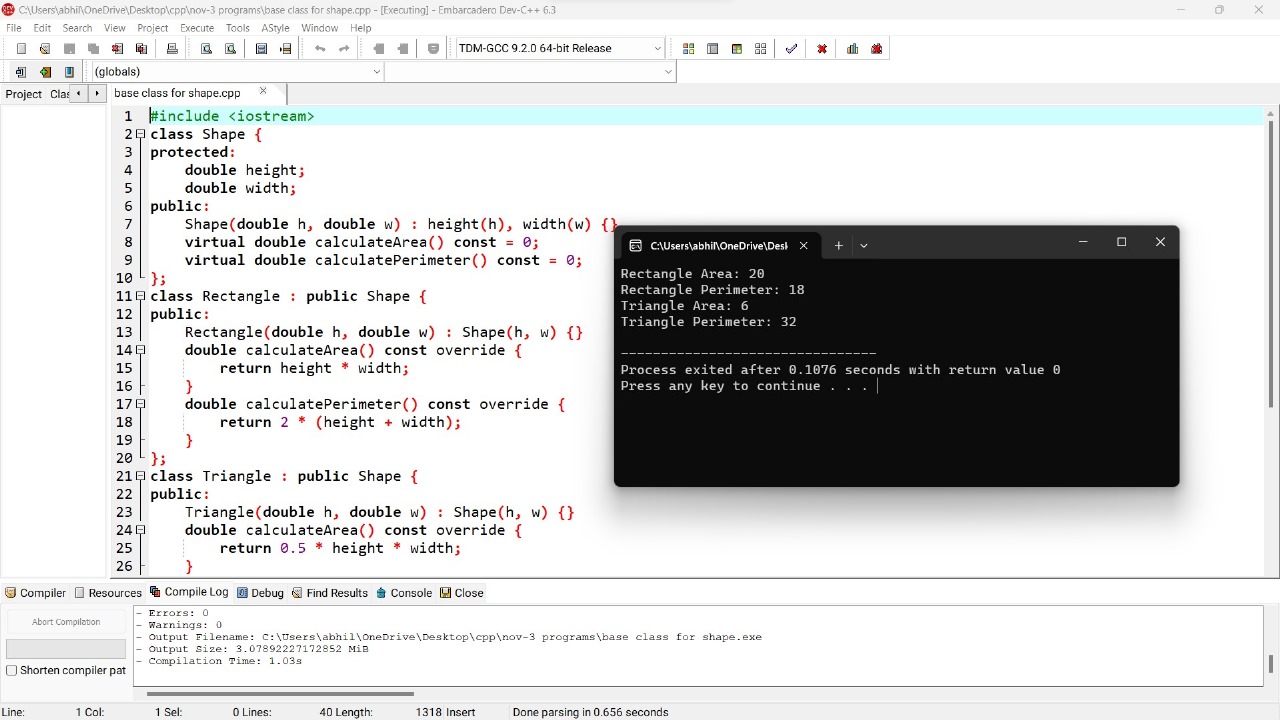 C:\Users\abhil\OneDrive\Desktop\cpp\nov-3 programs\base class for shape.cpp - [Executing] - Embarcadero Dev-C++ 6.3
File Edit Search View Project Execute Tools AStyle Window Help
TDM-GCC 9.2.0 64-bit Release
(globals)
Project Clas
base class for shape.cpp
1 #include <iostream>
2 class Shape {
3 protected:
4 double height;
5 double width;
6 public:
7 Shape(double h, double w) : height(h), width(w) {}
8 virtual double calculateArea() const = 0;
9 virtual double calculatePerimeter() const = 0;
10 };
11 class Rectangle : public Shape {
12 public:
13 Rectangle(double h, double w) : Shape(h, w) {}
14 double calculateArea() const override {
15 return height * width;
16 }
17 double calculatePerimeter() const override {
18 return 2 * (height + width);
19 }
20 };
21 class Triangle : public Shape {
22 public:
23 Triangle(double h, double w) : Shape(h, w) {}
24 double calculateArea() const override {
25 return 0.5 * height * width;
26 }
C:\Users\abhil\OneDrive\Desk
Rectangle Area: 20
Rectangle Perimeter: 18
Triangle Area: 6
Triangle Perimeter: 32
--------------------------------
Process exited after 0.1076 seconds with return value 0
Press any key to continue . . .
Compiler Resources Compile Log Debug Find Results Console Close
Abort Compilation
Shorten compiler pat
- Errors: 0
- Warnings: 0
- Output Filename: C:\Users\abhil\OneDrive\Desktop\cpp\nov-3 programs\base class for shape.exe
- Output Size: 3.07892227172852 MiB
- Compilation Time: 1.03s
Line: 1 Col: 1 Sel: 0 Lines: 40 Length: 1318 Insert Done parsing in 0.656 seconds